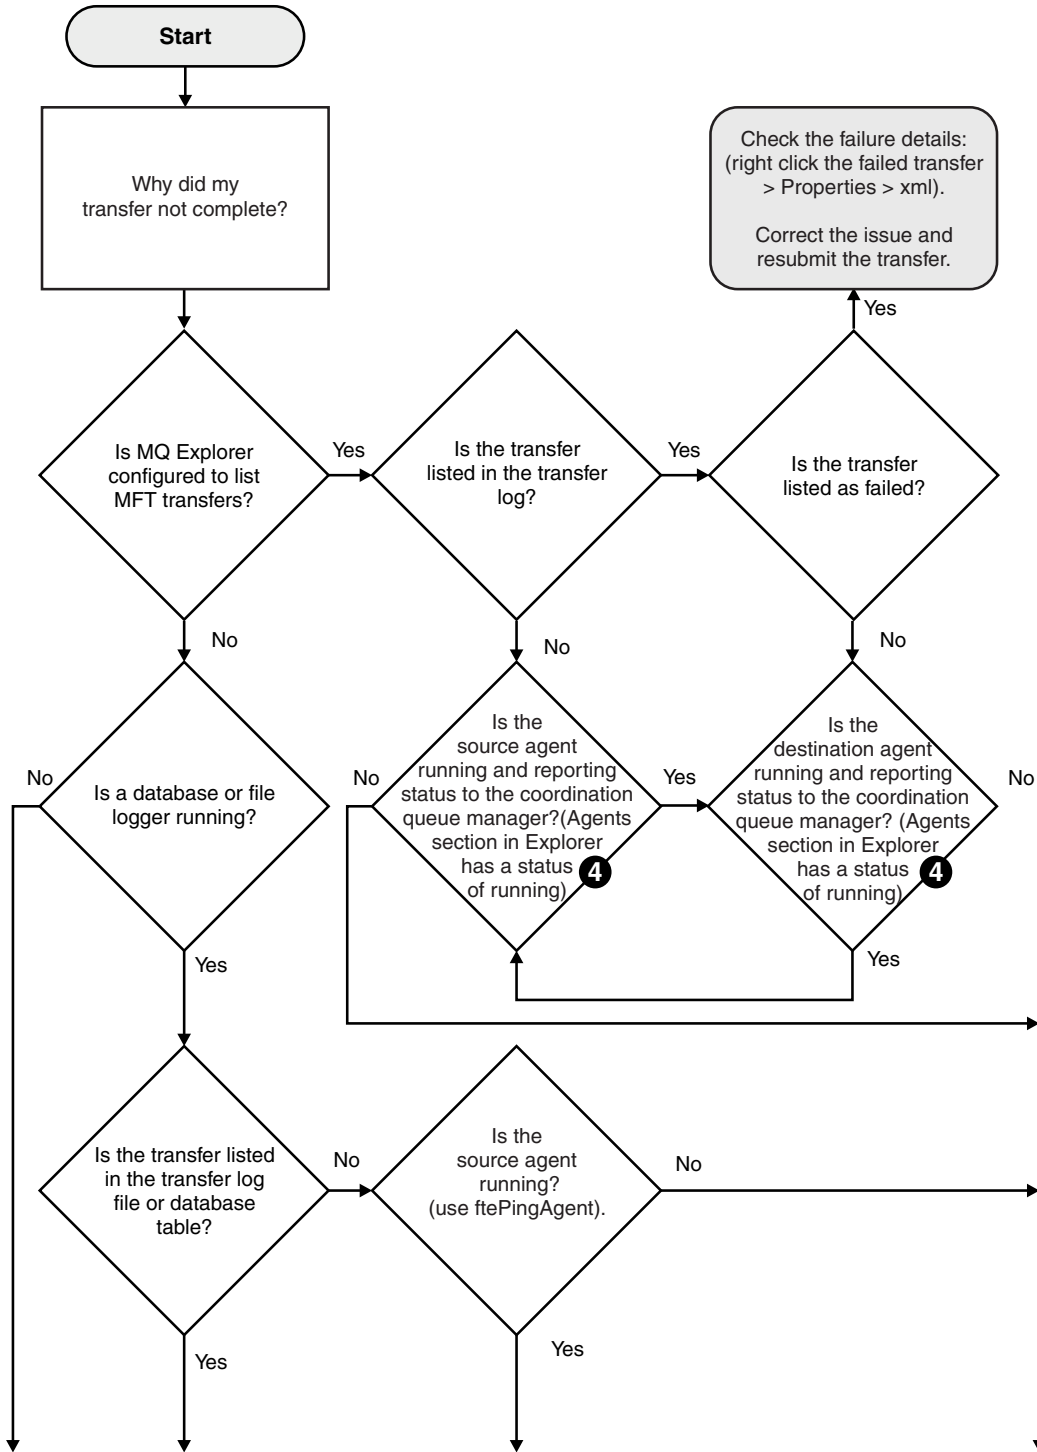 Start
Why did my
transfer not complete?
Check the failure details:
(right click the failed transfer
> Properties > xml).
Correct the issue and
resubmit the transfer.
Yes
Is MQ Explorer
configured to list
MFT transfers?
Yes
Is the transfer
listed in the transfer
log?
Yes
Is the transfer
listed as failed?
No
No
No
No
Is a database or file
logger running?
No
Is the
source agent
running and reporting
status to the coordination
queue manager?(Agents
section in Explorer
has a status
of running)
4
Yes
Is the
destination agent
running and reporting
status to the coordination
queue manager? (Agents
section in Explorer
has a status
of running)
4
No
Yes
Yes
Is the transfer listed
in the transfer log
file or database
table?
No
Is the
source agent
running?
(use ftePingAgent).
No
Yes
Yes